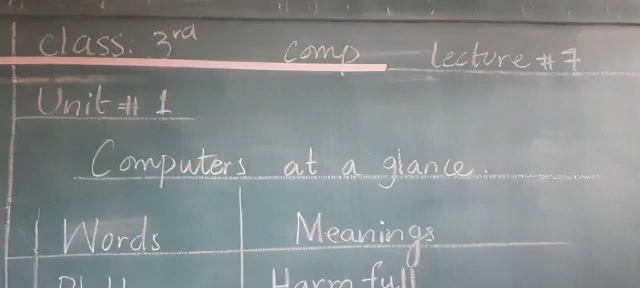 Class: 3rd comp lecture # 7
Unit # 1
Computers at a glance.
Words Meanings
Harmfull